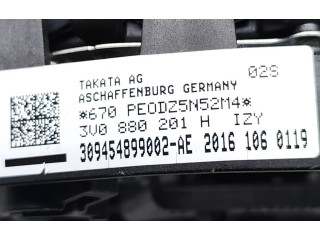 TAKATA AG 02S
ASCHAFFENBURG GERMANY
*670 PEODZ5N52M4*
3V0 880 201 H IZY
309454899002-AE 2016 106 0119